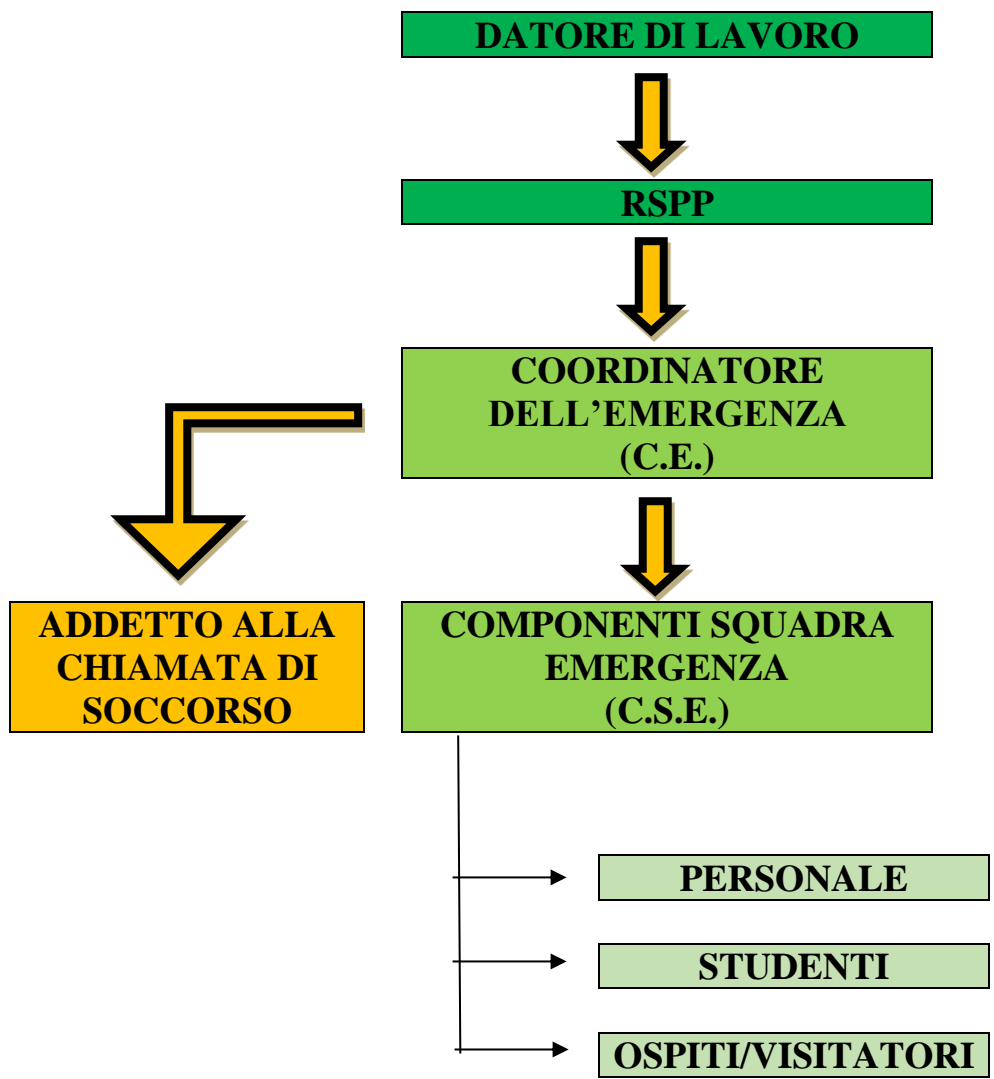 DATORE DI LAVORO
RSPP
COORDINATORE
DELL’EMERGENZA
(C.E.)
ADDETTO ALLA
CHIAMATA DI
SOCCORSO
COMPONENTI SQUADRA
EMERGENZA
(C.S.E.)
PERSONALE
STUDENTI
OSPITI/VISITATORI